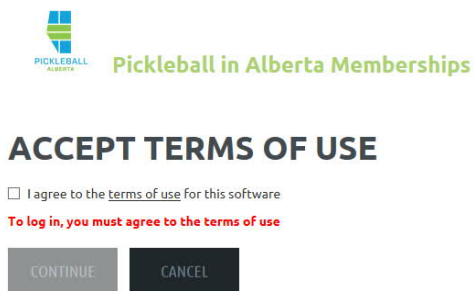 PICKLEBALL
ALBERTA
Pickleball in Alberta Memberships
ACCEPT TERMS OF USE
I agree to the terms of use for this software
To log in, you must agree to the terms of use
CONTINUE
CANCEL